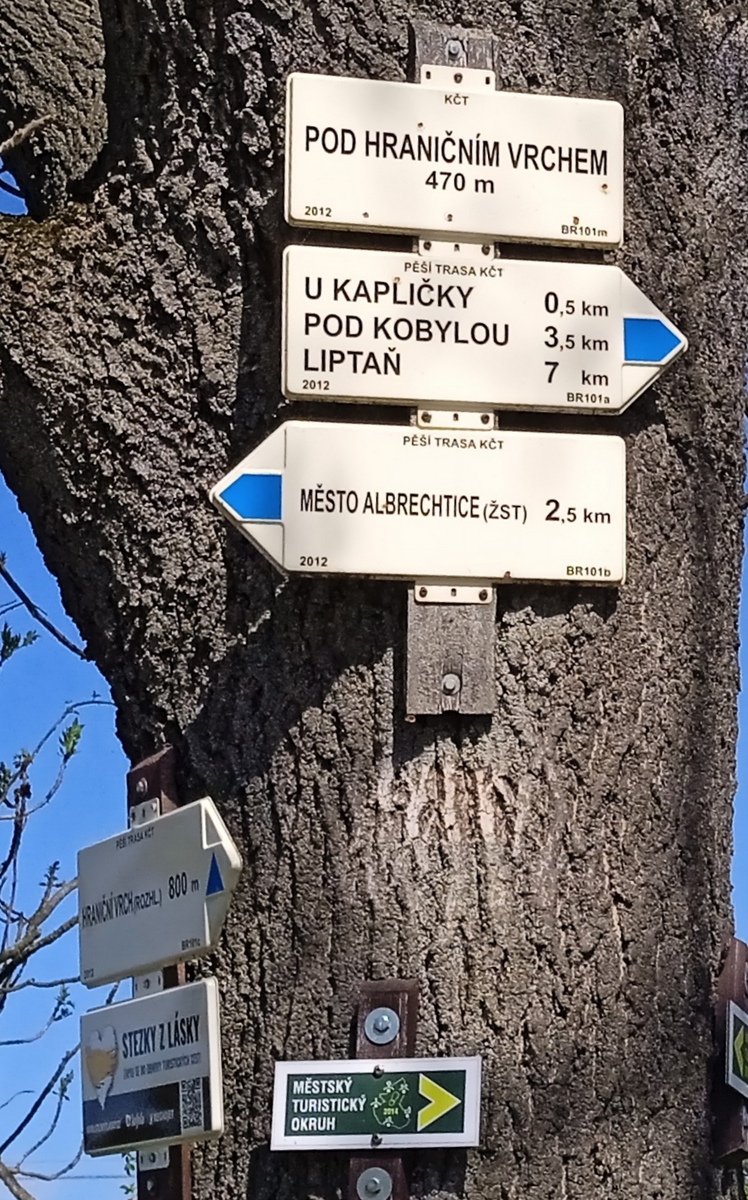 KČT
POD HRANIČNÍM VRCHEM
470 m
2012 BR101m
PĚŠÍ TRASA KČT
U KAPLIČKY 0,5 km
POD KOBYLOU 3,5 km
LIPTAŇ 7 km
2012 BR101a
PĚŠÍ TRASA KČT
MĚSTO ALBRECHTICE (ŽST) 2,5 km
2012 BR101b
PĚŠÍ TRASA KČT
HRANIČNÍ VRCH (ROZHL.) 800 m
2012 BR101c
STEZKY Z LÁSKY
MĚSTSKÝ
TURISTICKÝ
OKRUH
2014